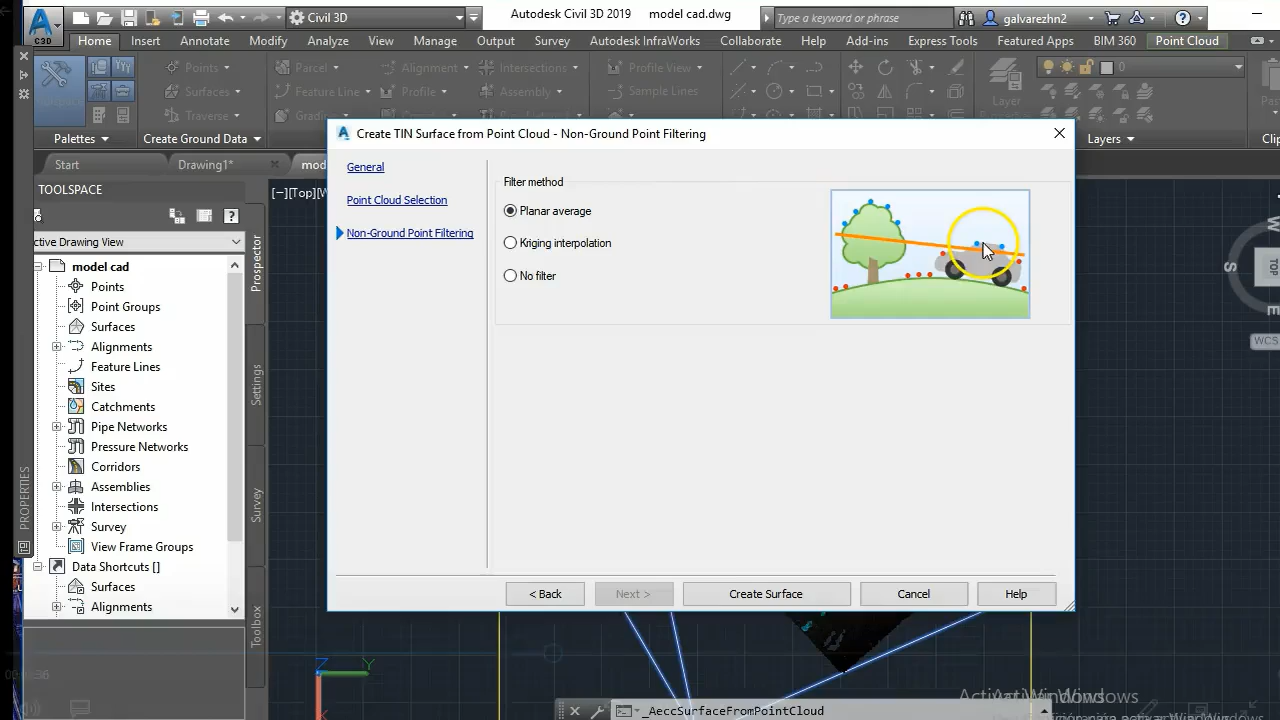 Civil 3D
Autodesk Civil 3D 2019 model cad.dwg
Type a keyword or phrase
galvarezhn2
C3D
Home Insert Annotate Modify Analyze View Manage Output Survey Autodesk InfraWorks Collaborate Help Add-ins Express Tools Featured Apps BIM 360 Point Cloud
Points Parcel Alignment Intersections Profile View 0
Surfaces Feature Line Profile Assembly Sample Lines
Traverse
Layer
Palettes Create Ground Data Layers
Start Drawing1*
[−][Top]
TOOLSPACE
ctive Drawing View
model cad
Points
Point Groups
Surfaces
Alignments
Feature Lines
Sites
Catchments
Pipe Networks
Pressure Networks
Corridors
Assemblies
Intersections
Survey
View Frame Groups
Data Shortcuts []
Surfaces
Alignments
Prospector
Settings
Survey
Toolbox
PROPERTIES
Create TIN Surface from Point Cloud - Non-Ground Point Filtering
General
Point Cloud Selection
Non-Ground Point Filtering
Filter method
Planar average
Kriging interpolation
No filter
< Back Next > Create Surface Cancel Help
W
S
TOP
E
WCS
Z
Y
_AeccSurfaceFromPointCloud